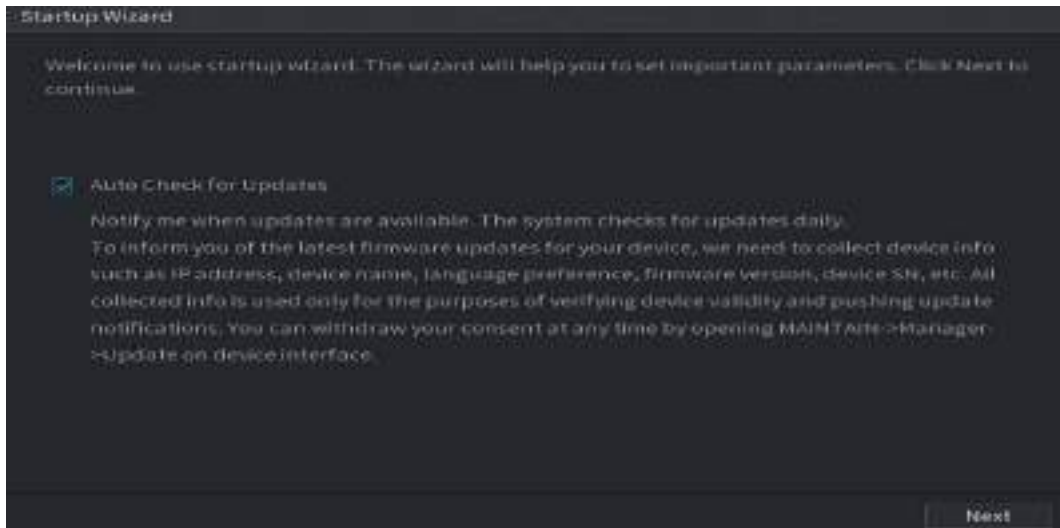 Startup Wizard
Welcome to use startup wizard. The wizard will help you to set important parameters. Click Next to
continue.
Auto Check for Updates
Notify me when updates are available. The system checks for updates daily.
To inform you of the latest firmware updates for your device, we need to collect device info
such as IP address, device name, language preference, firmware version, device SN, etc. All
collected info is used only for the purposes of verifying device validity and pushing update
notifications. You can withdraw your consent at any time by opening MAINTAIN->Manager-
>Update on device interface.
Next